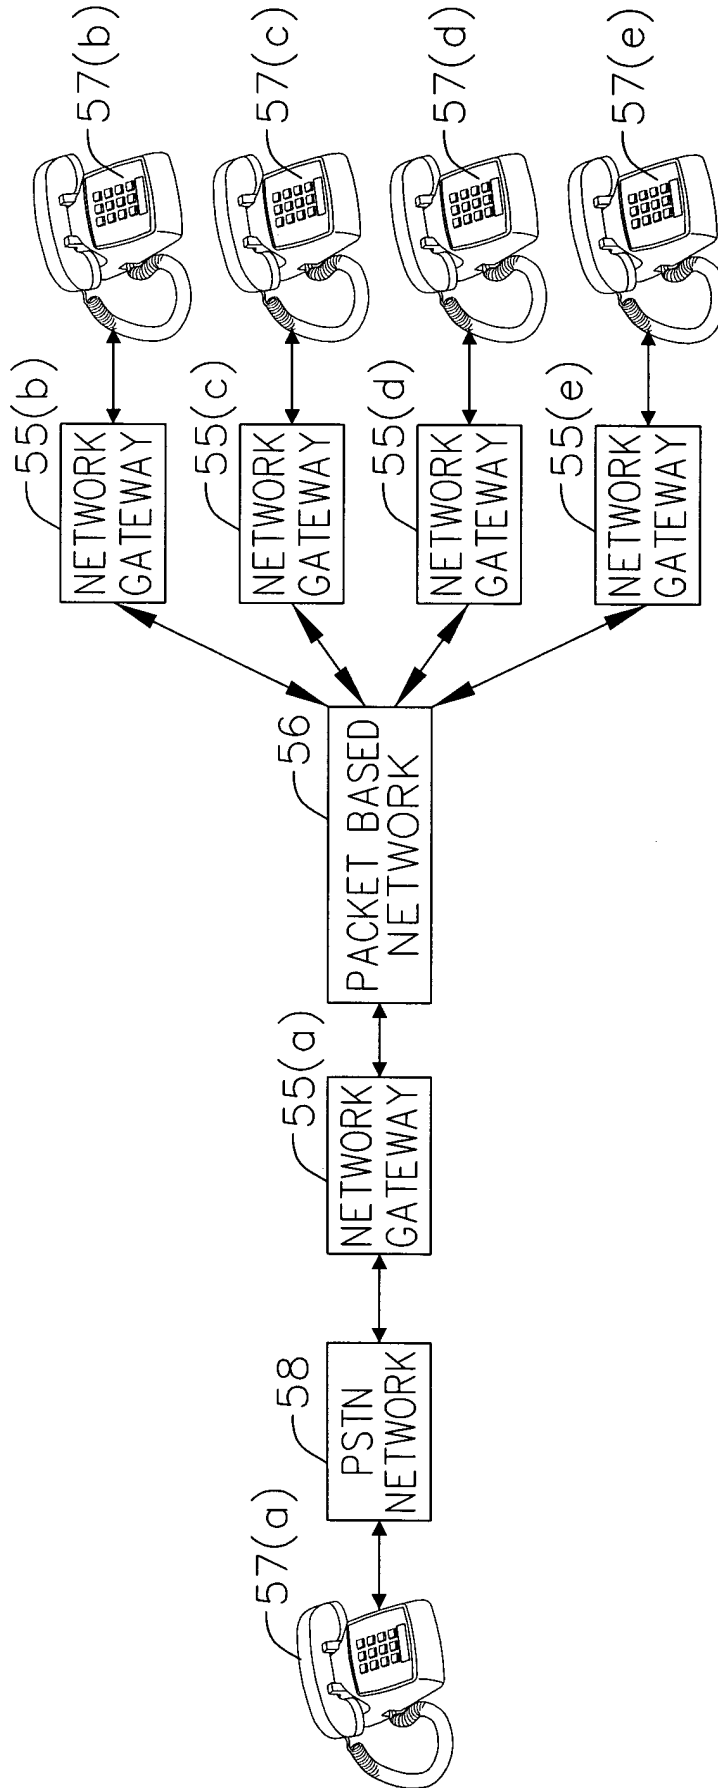 57(a)
58
PSTN
NETWORK
55(a)
NETWORK
GATEWAY
56
PACKET BASED
NETWORK
55(b)
NETWORK
GATEWAY
57(b)
55(c)
NETWORK
GATEWAY
57(c)
55(d)
NETWORK
GATEWAY
57(d)
55(e)
NETWORK
GATEWAY
57(e)